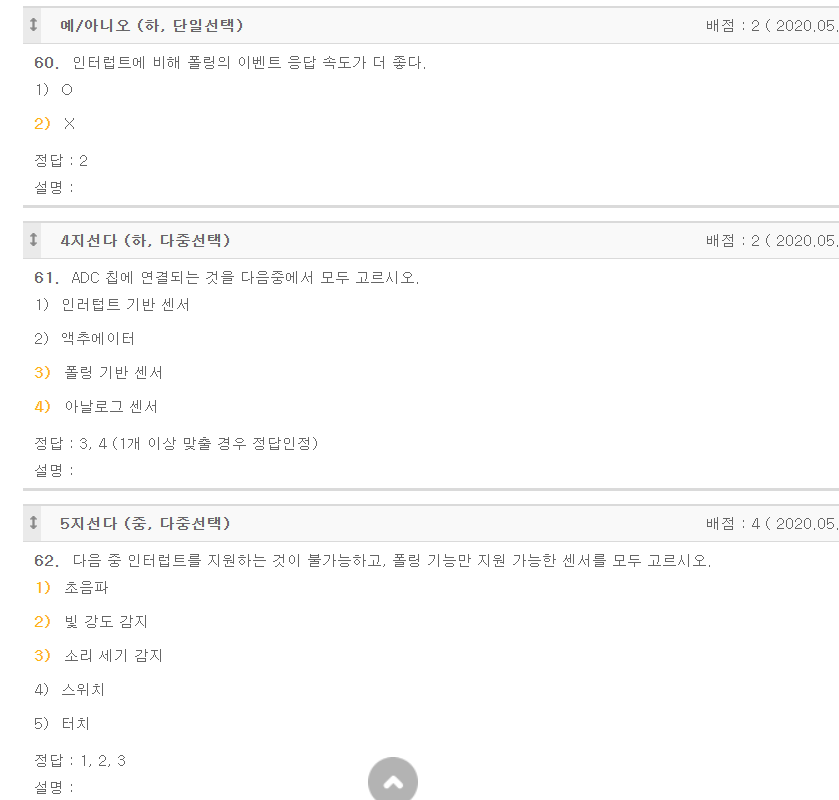 예/아니오 (하, 단일선택) 배점 : 2 ( 2020.05.
60. 인터럽트에 비해 폴링의 이벤트 응답 속도가 더 좋다.
1) O
2) X
정답 : 2
설명 :
4지선다 (하, 다중선택) 배점 : 2 ( 2020.05.
61. ADC 칩에 연결되는 것을 다음중에서 모두 고르시오.
1) 인러텁트 기반 센서
2) 액추에이터
3) 폴링 기반 센서
4) 아날로그 센서
정답 : 3, 4 (1개 이상 맞출 경우 정답인정)
설명 :
5지선다 (중, 다중선택) 배점 : 4 ( 2020.05.
62. 다음 중 인터럽트를 지원하는 것이 불가능하고, 폴링 기능만 지원 가능한 센서를 모두 고르시오.
1) 초음파
2) 빛 강도 감지
3) 소리 세기 감지
4) 스위치
5) 터치
정답 : 1, 2, 3
설명 :